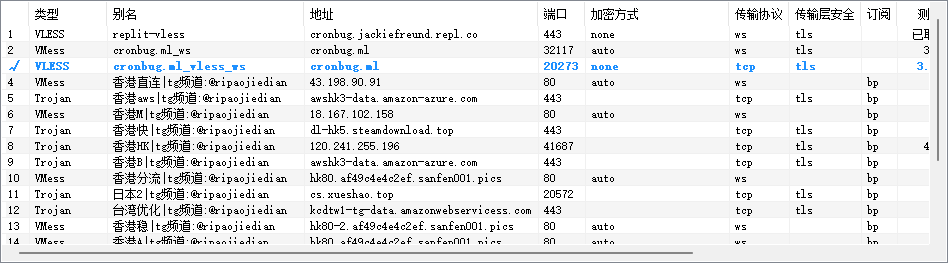 类型 别名 地址 端口 加密方式 传输协议 传输层安全 订阅 测
1 VLESS replit-vless cronbug.jackiefreund.repl.co 443 none ws tls 已取
2 VMess cronbug.ml_ws cronbug.ml 32117 auto ws tls 3
✓ VLESS cronbug.ml_vless_ws cronbug.ml 20273 none tcp tls 3.
4 VMess 香港直连|tg频道:@ripaojiedian 43.198.90.91 80 auto ws bp
5 Trojan 香港aws|tg频道:@ripaojiedian awshk3-data.amazon-azure.com 443 tcp tls bp
6 VMess 香港M|tg频道:@ripaojiedian 18.167.102.158 80 auto ws bp
7 Trojan 香港快|tg频道:@ripaojiedian dl-hk5.steamdownload.top 443 tcp tls bp
8 Trojan 香港HK|tg频道:@ripaojiedian 120.241.255.196 41687 tcp tls bp 4
9 Trojan 香港B|tg频道:@ripaojiedian awshk3-data.amazon-azure.com 443 tcp tls bp
10 VMess 香港分流|tg频道:@ripaojiedian hk80.af49c4e4c2ef.sanfen001.pics 80 auto ws bp
11 Trojan 日本2|tg频道:@ripaojiedian cs.xueshao.top 20572 tcp tls bp
12 Trojan 台湾优化|tg频道:@ripaojiedian kcdtw1-tg-data.amazonwebservicess.com 443 tcp tls bp
13 VMess 香港稳|tg频道:@ripaojiedian hk80-2.af49c4e4c2ef.sanfen001.pics 80 auto ws bp
14 VMess 香港A|tg频道:@ripaojiedian hk80.af49c4e4c2ef.sanfen001.pics 80 auto ws bp